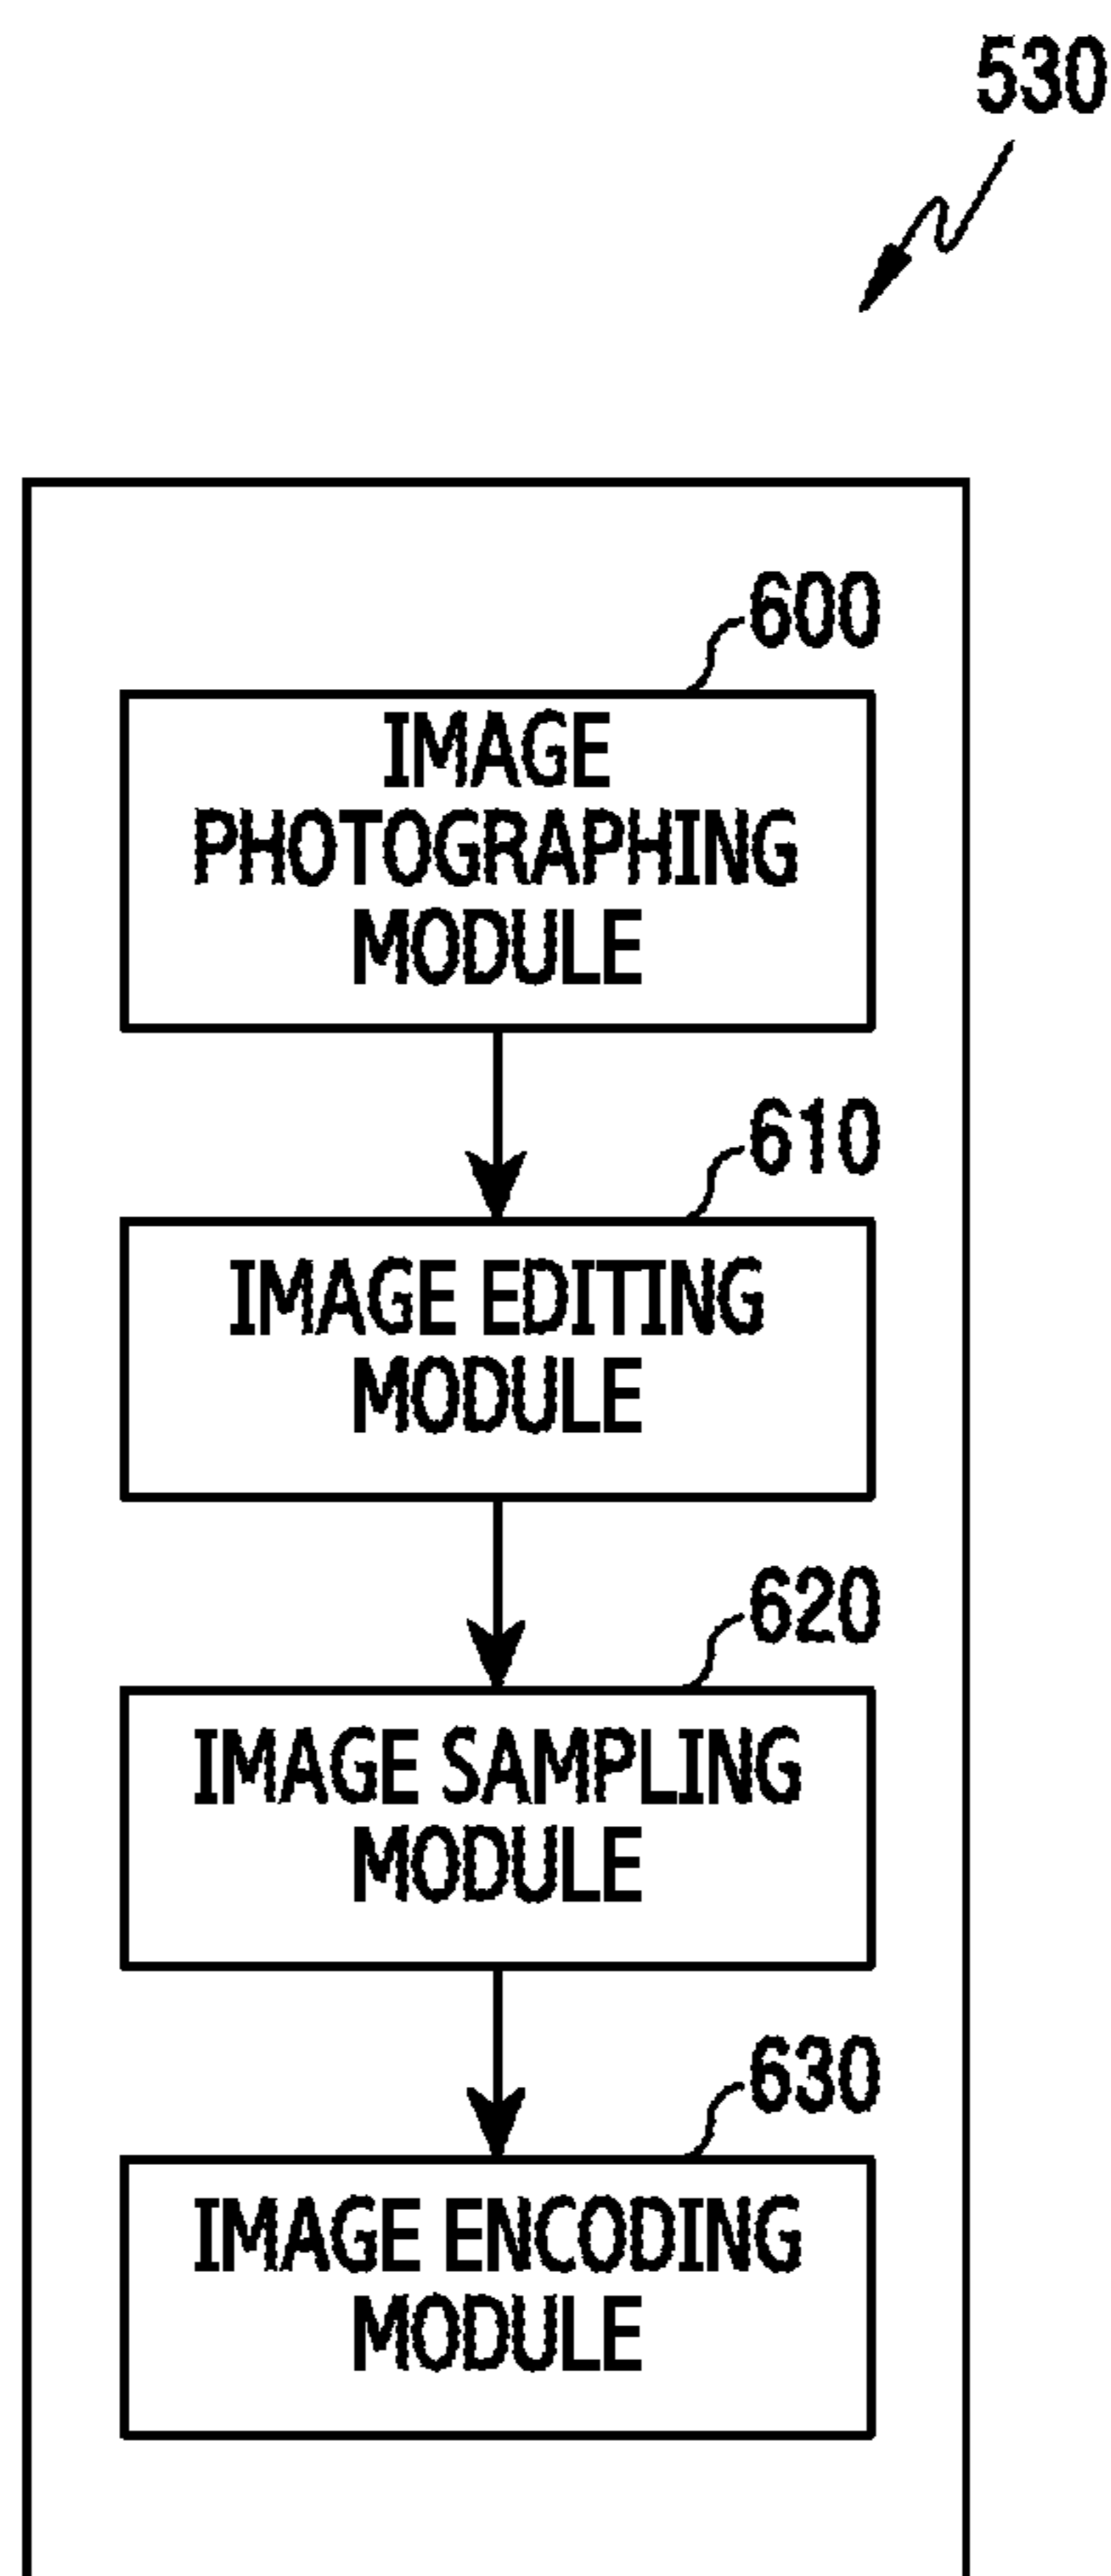 530
600
IMAGE
PHOTOGRAPHING
MODULE
610
IMAGE EDITING
MODULE
620
IMAGE SAMPLING
MODULE
630
IMAGE ENCODING
MODULE